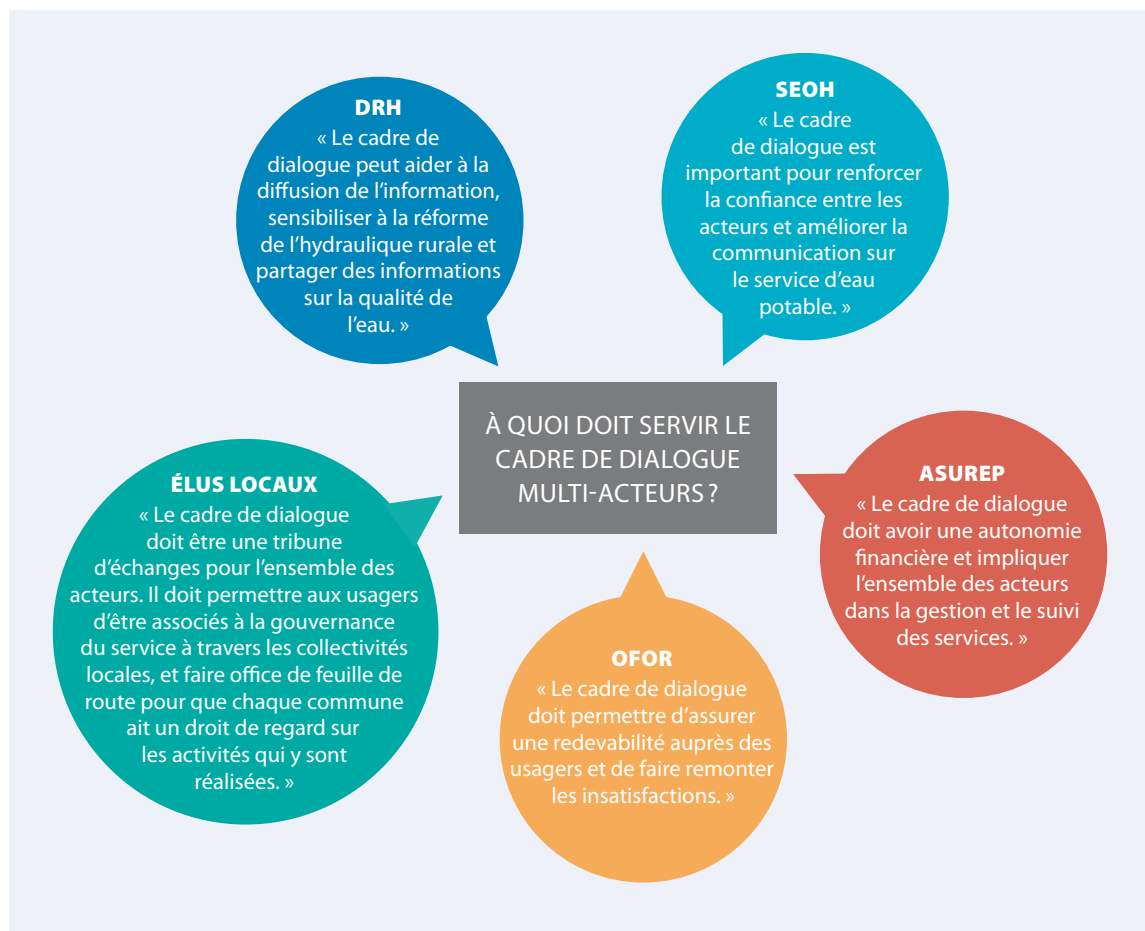 DRH
« Le cadre de
dialogue peut aider à la
diffusion de l'information,
sensibiliser à la réforme
de l'hydraulique rurale et
partager des informations
sur la qualité de
l'eau. »
SEOH
« Le cadre
de dialogue est
important pour renforcer
la confiance entre les
acteurs et améliorer la
communication sur
le service d'eau
potable. »
À QUOI DOIT SERVIR LE
CADRE DE DIALOGUE
MULTI-ACTEURS ?
ÉLUS LOCAUX
« Le cadre de dialogue
doit être une tribune
d'échanges pour l'ensemble des
acteurs. Il doit permettre aux usagers
d'être associés à la gouvernance
du service à travers les collectivités
locales, et faire office de feuille de
route pour que chaque commune
ait un droit de regard sur
les activités qui y sont
réalisées. »
ASUREP
« Le cadre de dialogue
doit avoir une autonomie
financière et impliquer
l'ensemble des acteurs
dans la gestion et le suivi
des services. »
OFOR
« Le cadre de dialogue
doit permettre d'assurer
une redevabilité auprès des
usagers et de faire remonter
les insatisfactions. »